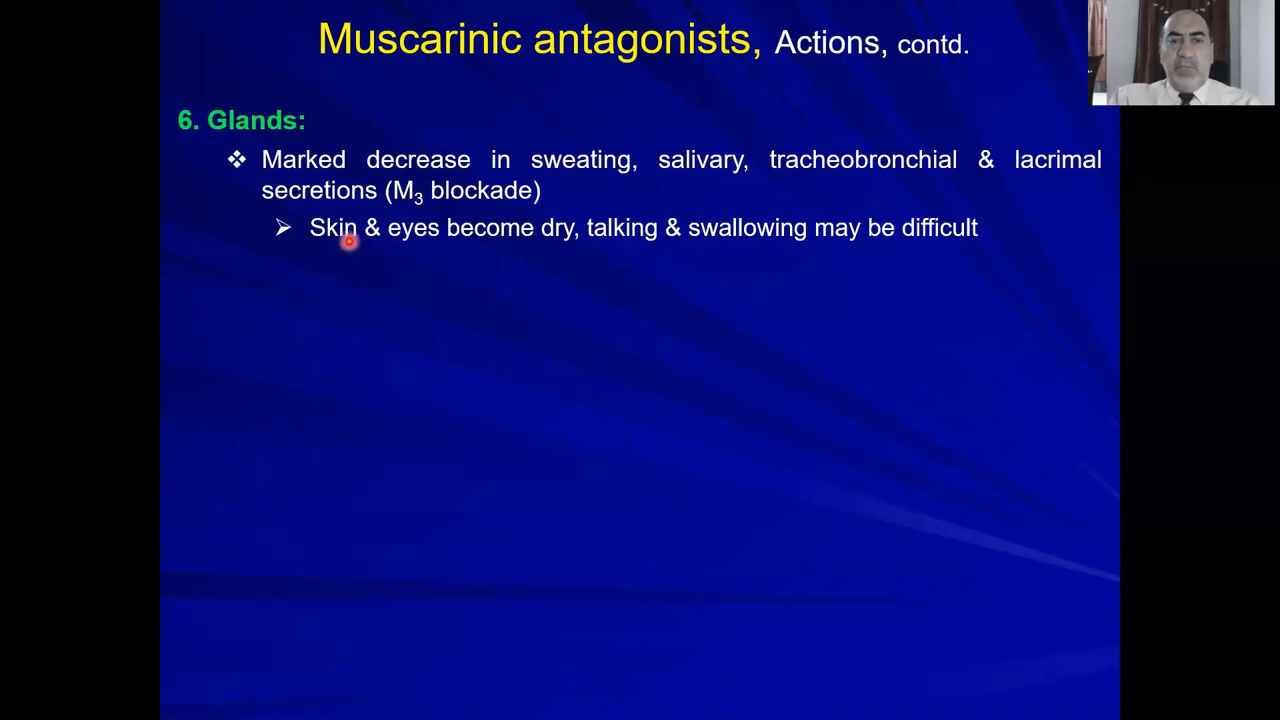 Muscarinic antagonists, Actions, contd.
6. Glands:
❖ Marked decrease in sweating, salivary, tracheobronchial & lacrimal
secretions (M₃ blockade)
➢ Skin & eyes become dry, talking & swallowing may be difficult